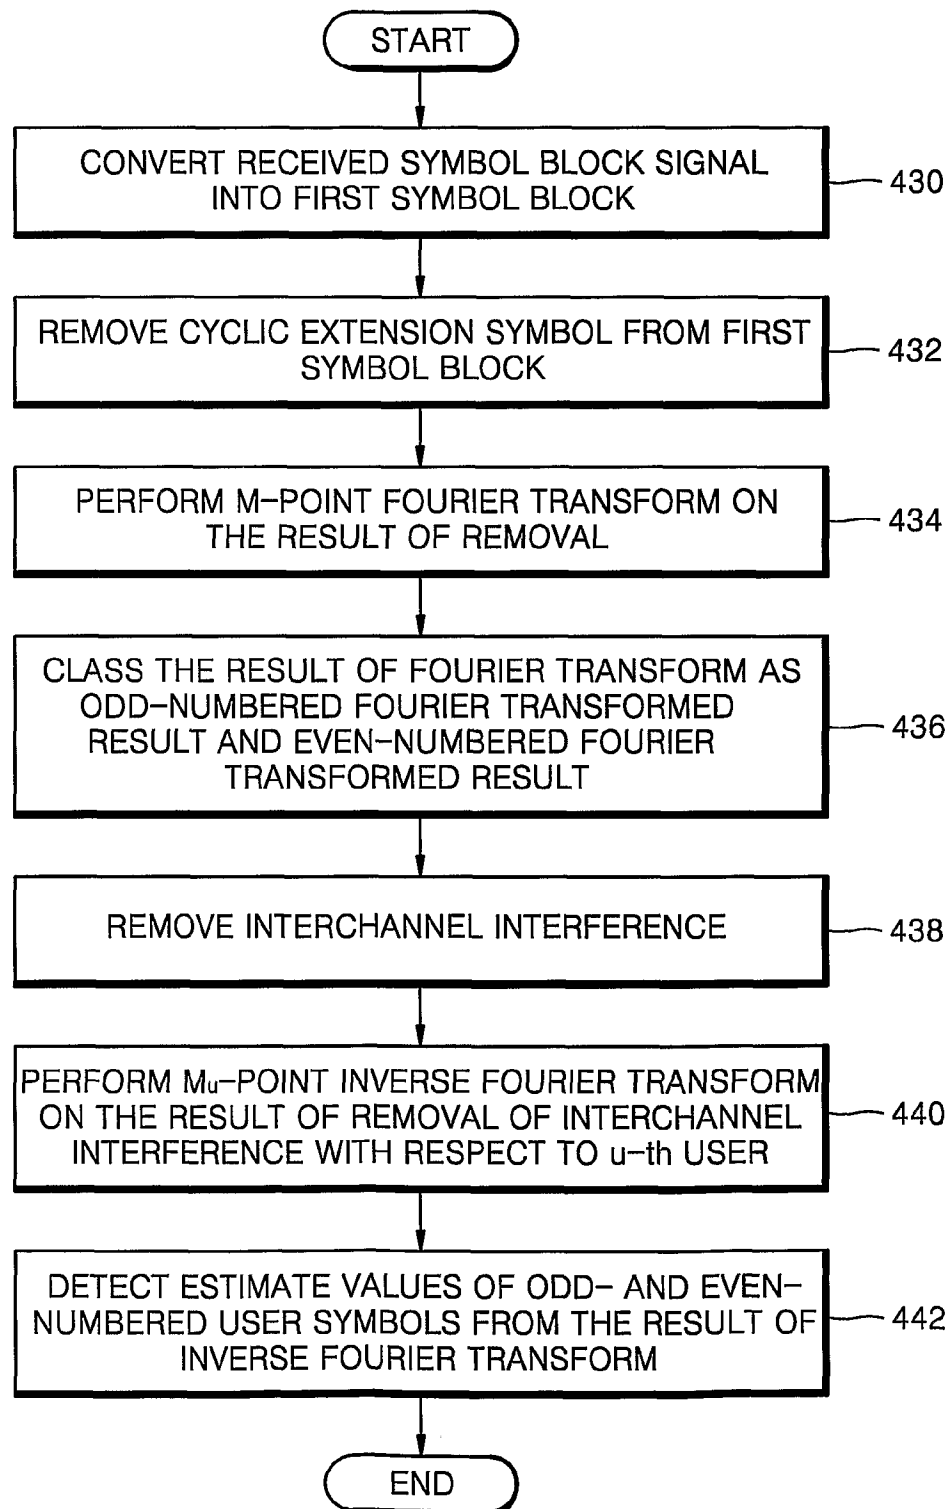 START
CONVERT RECEIVED SYMBOL BLOCK SIGNAL
INTO FIRST SYMBOL BLOCK
430
REMOVE CYCLIC EXTENSION SYMBOL FROM FIRST
SYMBOL BLOCK
432
PERFORM M-POINT FOURIER TRANSFORM ON
THE RESULT OF REMOVAL
434
CLASS THE RESULT OF FOURIER TRANSFORM AS
ODD-NUMBERED FOURIER TRANSFORMED
RESULT AND EVEN-NUMBERED FOURIER
TRANSFORMED RESULT
436
REMOVE INTERCHANNEL INTERFERENCE
438
PERFORM Mu-POINT INVERSE FOURIER TRANSFORM
ON THE RESULT OF REMOVAL OF INTERCHANNEL
INTERFERENCE WITH RESPECT TO u-th USER
440
DETECT ESTIMATE VALUES OF ODD- AND EVEN-
NUMBERED USER SYMBOLS FROM THE RESULT OF
INVERSE FOURIER TRANSFORM
442
END